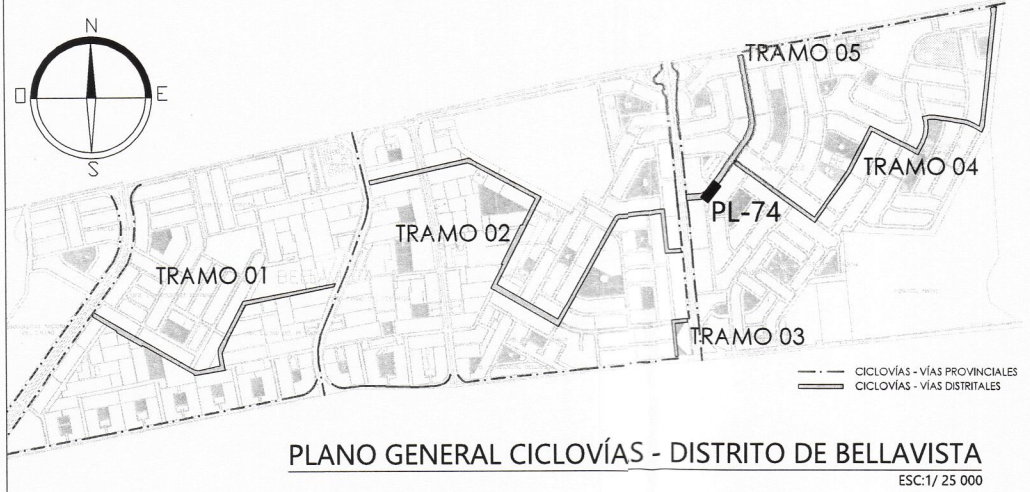 N
O E
S
TRAMO 05
TRAMO 04
PL-74
TRAMO 02
TRAMO 01
TRAMO 03
CICLOVÍAS - VÍAS PROVINCIALES
CICLOVÍAS - VÍAS DISTRITALES
PLANO GENERAL CICLOVÍAS - DISTRITO DE BELLAVISTA
ESC:1/ 25 000